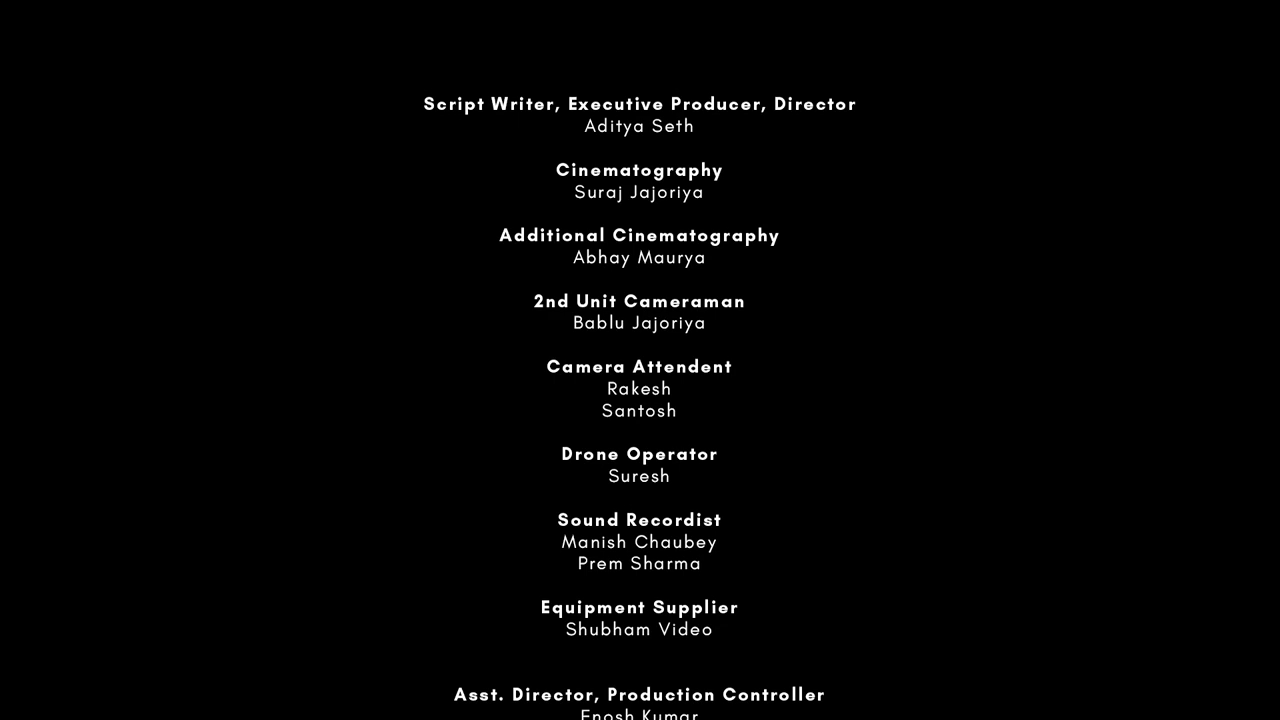 Script Writer, Executive Producer, Director
Aditya Seth
Cinematography
Suraj Jajoriya
Additional Cinematography
Abhay Maurya
2nd Unit Cameraman
Bablu Jajoriya
Camera Attendent
Rakesh
Santosh
Drone Operator
Suresh
Sound Recordist
Manish Chaubey
Prem Sharma
Equipment Supplier
Shubham Video
Asst. Director, Production Controller
Enosh Kumar